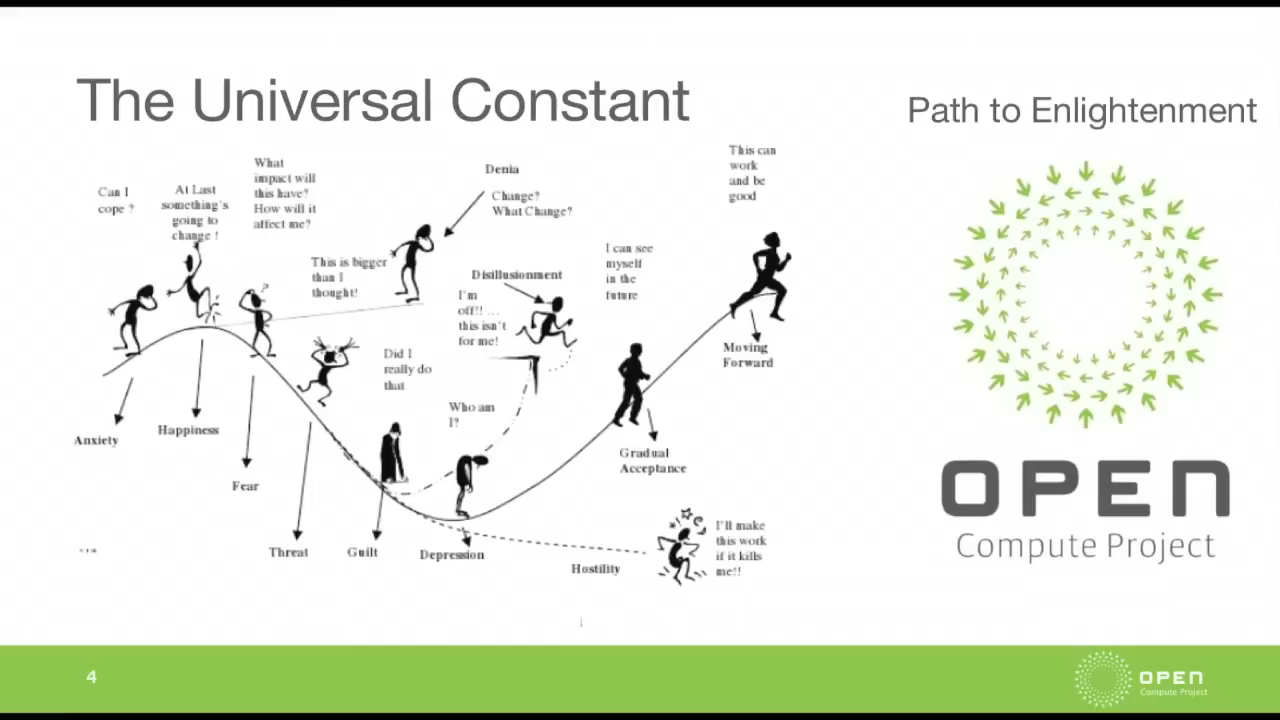 The Universal Constant
Path to Enlightenment
Can I
cope ?
At Last
something's
going to
change !
What
impact will
this have?
How will it
affect me?
This is bigger
than I
thought!
Denia
Change?
What Change?
Disillusionment
I'm
off!! ...
this isn't
for me!
I can see
myself
in the
future
This can
work
and be
good
Did I
really do
that
Who am
I?
?
Moving
Forward
Gradual
Acceptance
Anxiety
Happiness
Fear
Threat
Guilt
Depression
Hostility
I'll make
this work
if it kills
me!!
OPEN
Compute Project
4
OPEN
Compute Project